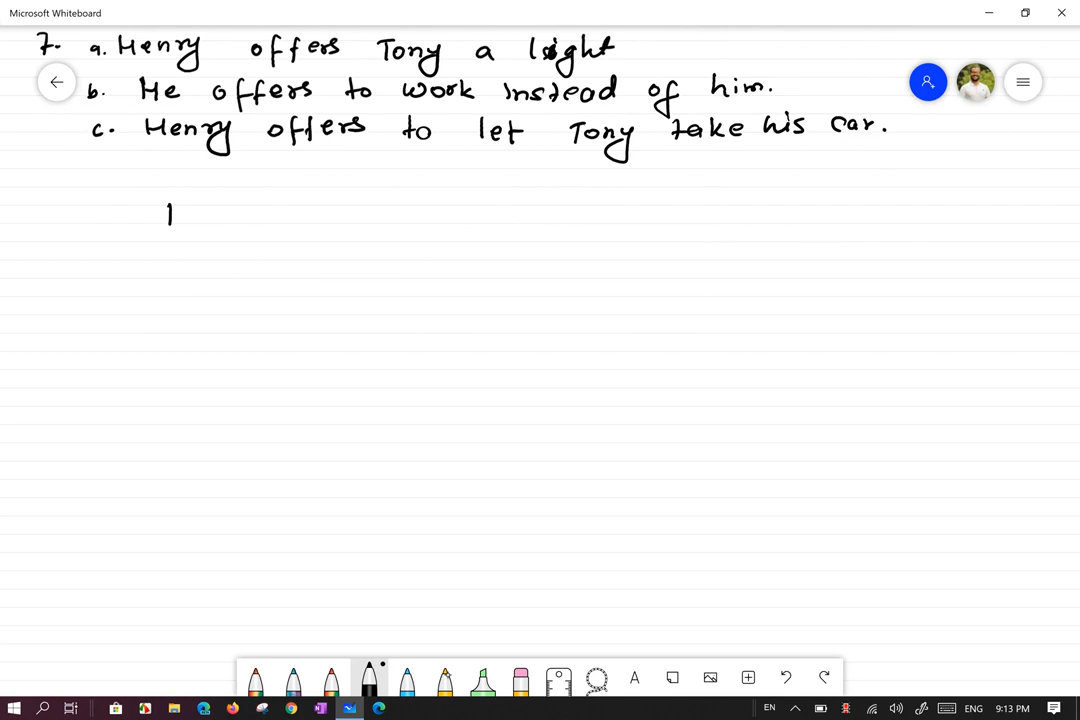 Microsoft Whiteboard
7. a. Henry offers Tony a light
b. He offers to work instead of him.
c. Henry offers to let Tony take his car.
A
EN ENG 9:13 PM